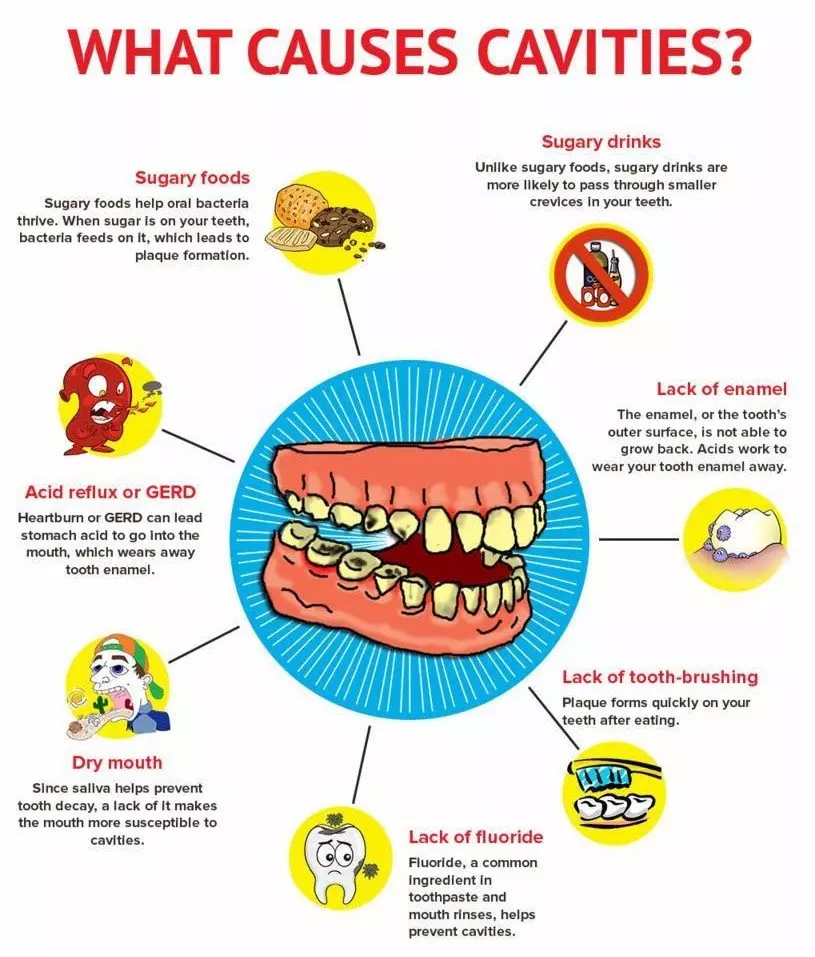 WHAT CAUSES CAVITIES?
Sugary foods
Sugary foods help oral bacteria
thrive. When sugar is on your teeth,
bacteria feeds on it, which leads to
plaque formation.
Sugary drinks
Unlike sugary foods, sugary drinks are
more likely to pass through smaller
crevices in your teeth.
Lack of enamel
The enamel, or the tooth's
outer surface, is not able to
grow back. Acids work to
wear your tooth enamel away.
Acid reflux or GERD
Heartburn or GERD can lead
stomach acid to go into the
mouth, which wears away
tooth enamel.
Lack of tooth-brushing
Plaque forms quickly on your
teeth after eating.
Dry mouth
Since saliva helps prevent
tooth decay, a lack of it makes
the mouth more susceptible to
cavities.
Lack of fluoride
Fluoride, a common
ingredient in
toothpaste and
mouth rinses, helps
prevent cavities.